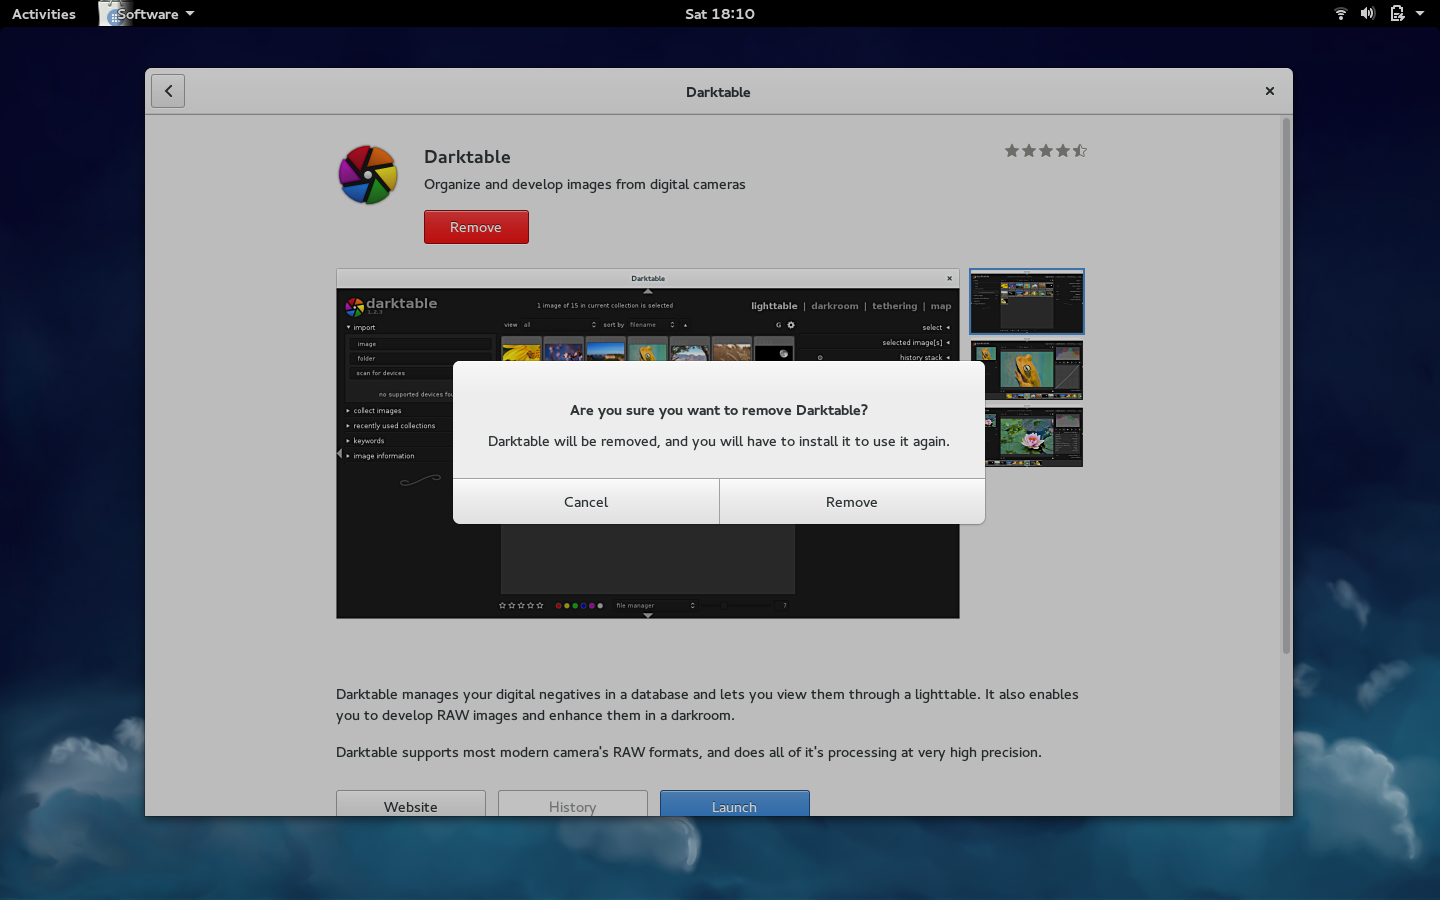 Activities
Software
Sat 18:10
Darktable
Darktable
Organize and develop images from digital cameras
Remove
Darktable
darktable
1.2.3
1 image of 15 in current collection is selected
lighttable | darkroom | tethering | map
import
view all
sort by filename
G
select
image
selected image[s]
folder
history stack
scan for devices
no supported devices fou
collect images
recently used collections
keywords
image information
Are you sure you want to remove Darktable?
Darktable will be removed, and you will have to install it to use it again.
Cancel
Remove
file manager
7
Darktable manages your digital negatives in a database and lets you view them through a lighttable. It also enables
you to develop RAW images and enhance them in a darkroom.
Darktable supports most modern camera's RAW formats, and does all of it's processing at very high precision.
Website
History
Launch